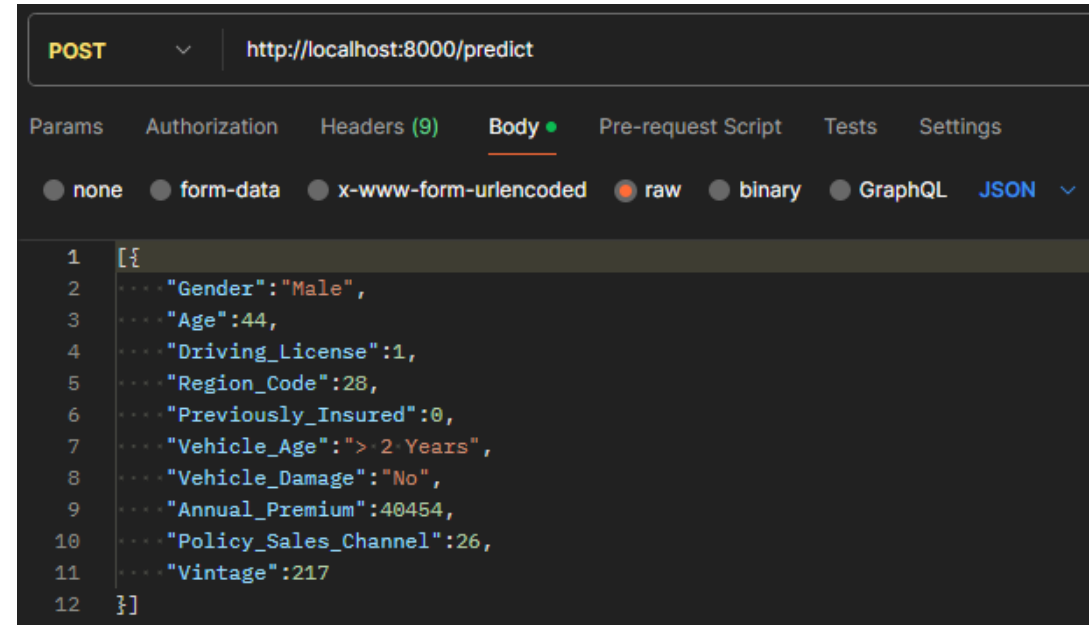 POST http://localhost:8000/predict
Params Authorization Headers (9) Body Pre-request Script Tests Settings
none form-data x-www-form-urlencoded raw binary GraphQL JSON
1 [{
2 "Gender":"Male",
3 "Age":44,
4 "Driving_License":1,
5 "Region_Code":28,
6 "Previously_Insured":0,
7 "Vehicle_Age":"> 2 Years",
8 "Vehicle_Damage":"No",
9 "Annual_Premium":40454,
10 "Policy_Sales_Channel":26,
11 "Vintage":217
12 }]